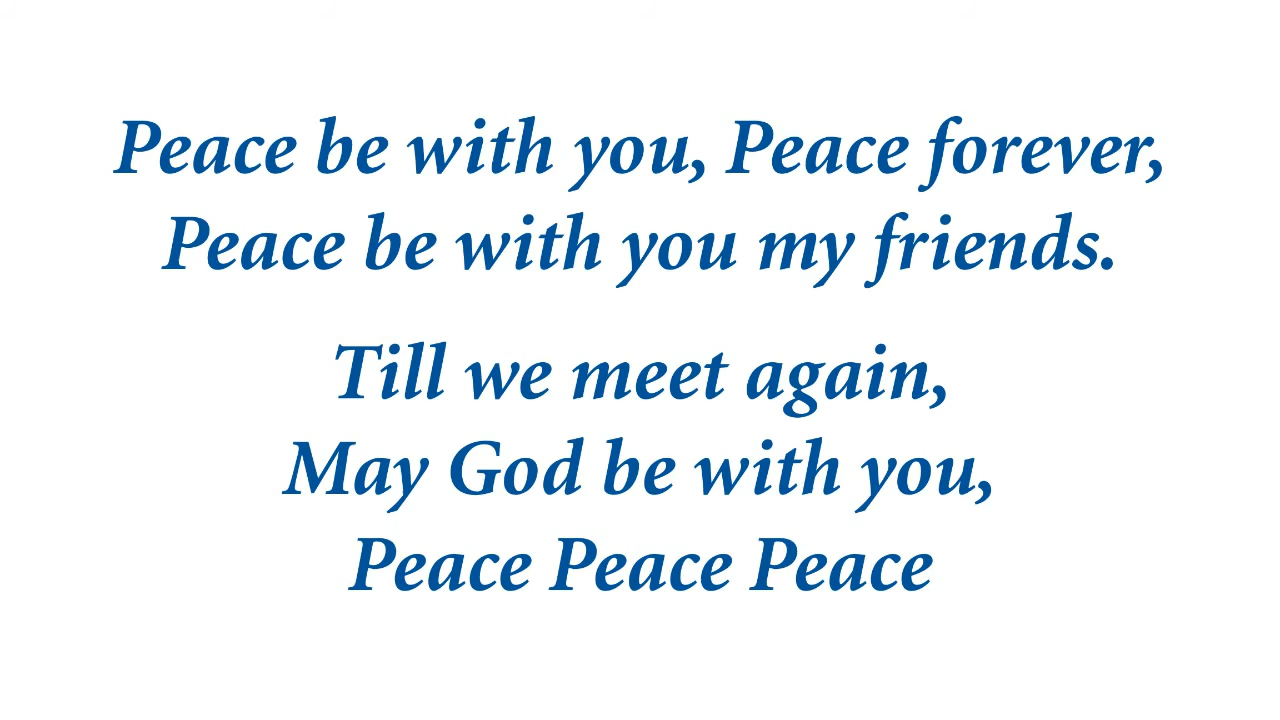 Peace be with you, Peace forever,
Peace be with you my friends.
Till we meet again,
May God be with you,
Peace Peace Peace